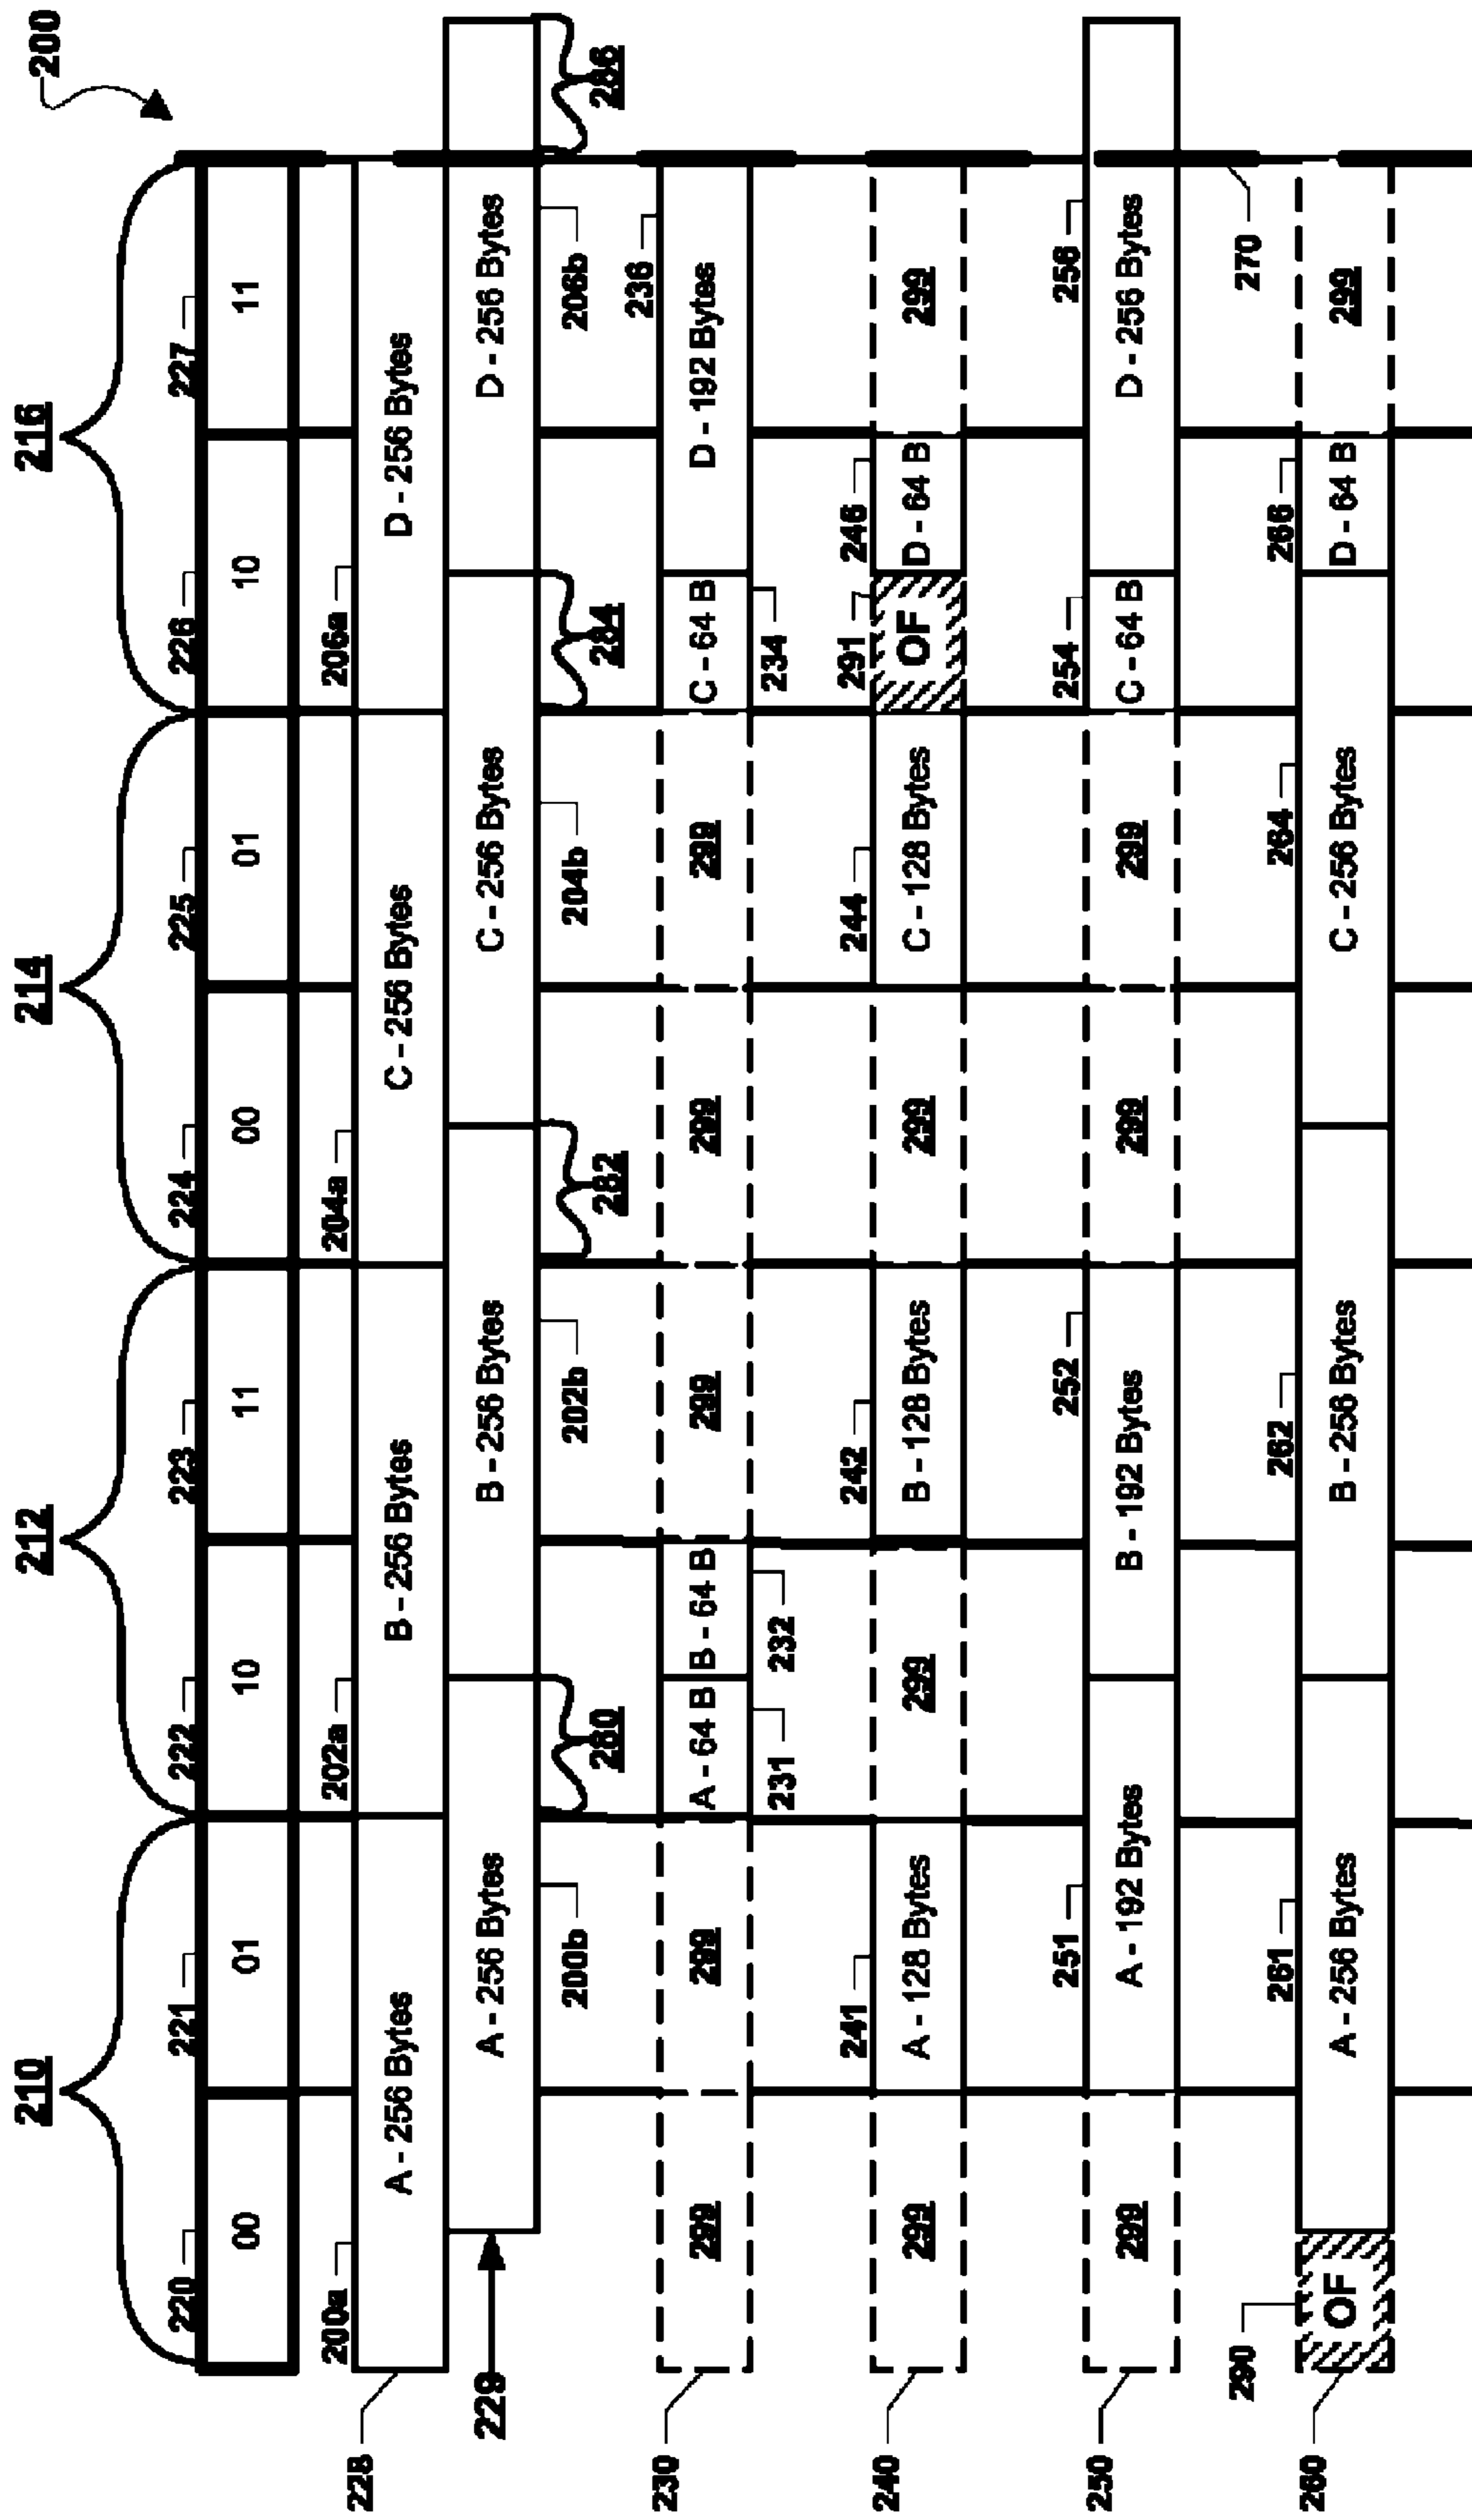 200
210 212 214 216
220 221 222 223 224 225 226 227
00 01 10 11 00 01 10 11
200a 202a 204a 206a
228
A - 256 Bytes B - 256 Bytes C - 256 Bytes D - 256 Bytes
229 A - 256 Bytes B - 256 Bytes C - 256 Bytes D - 256 Bytes
200b 202b 204b 206b
280 282 284 286
236
230
299 299 A - 64 B B - 64 B 299 299 299 C - 64 B D - 192 Bytes
231 232 234
241 242 244 291 246
240
299 A - 128 Bytes 299 B - 128 Bytes 299 C - 128 Bytes OF D - 64 B 299
251 252 254 256
250
299 A - 192 Bytes B - 192 Bytes 299 299 C - 64 B D - 256 Bytes
290 270
261 262 264 266
260
OF A - 256 Bytes B - 256 Bytes C - 256 Bytes D - 64 B 299